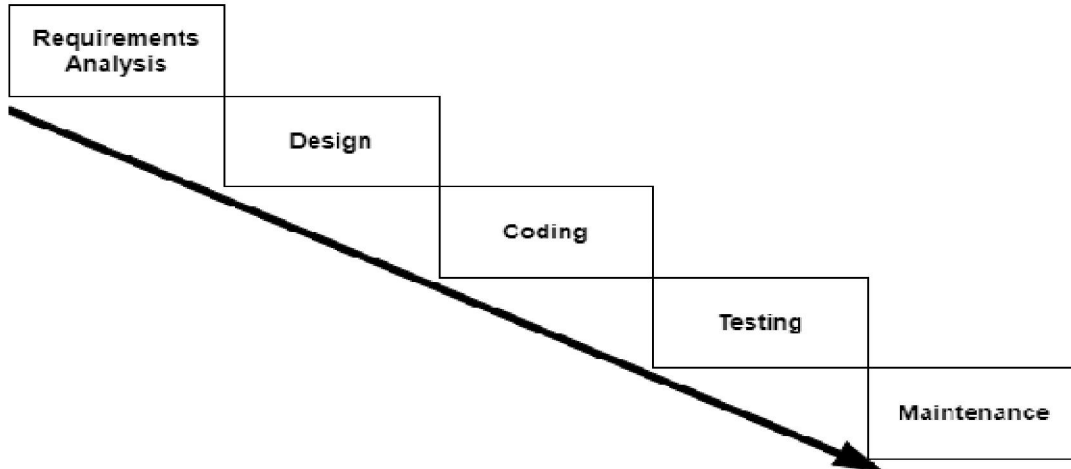 Requirements
Analysis
Design
Coding
Testing
Maintenance